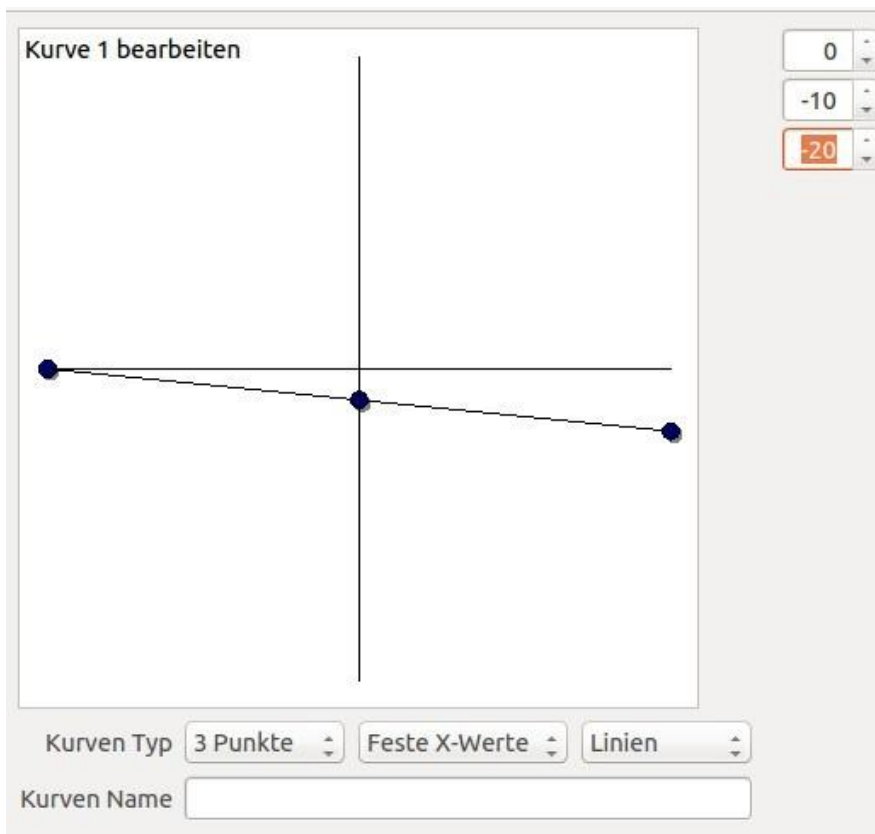 Kurve 1 bearbeiten
0
-10
-20
Kurven Typ 3 Punkte Feste X-Werte Linien
Kurven Name